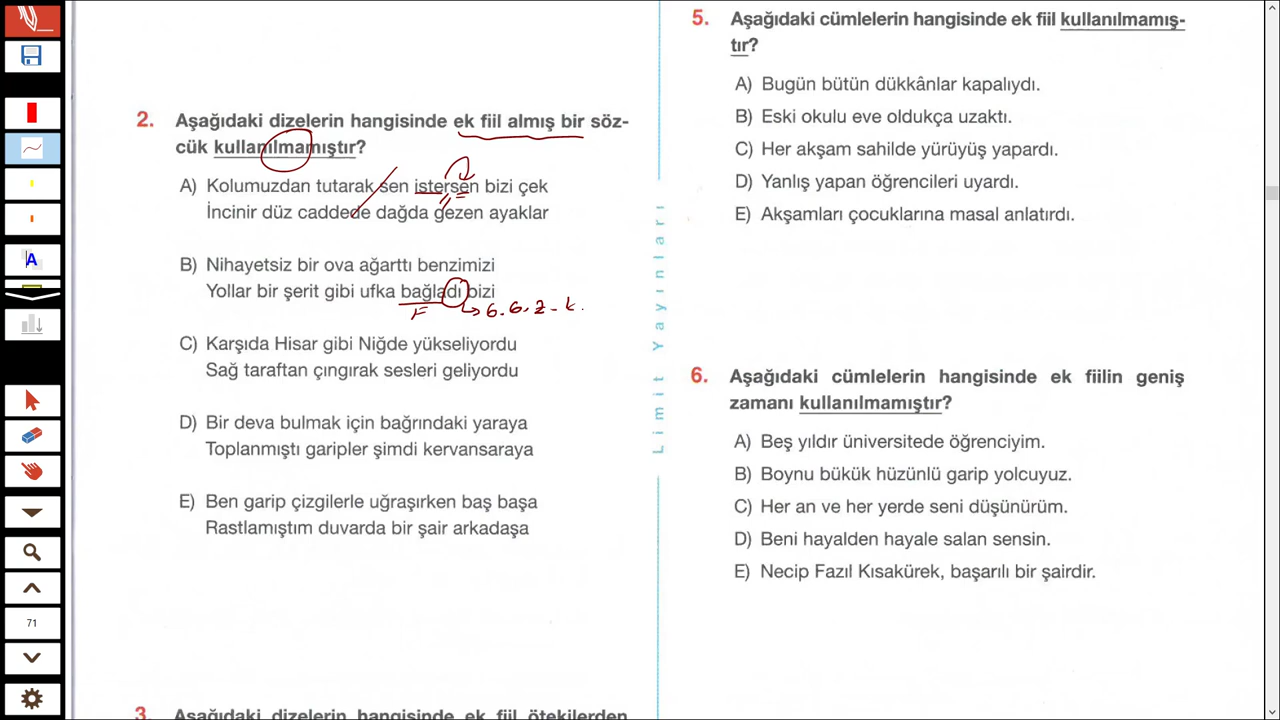 2. Aşağıdaki dizelerin hangisinde ek fiil almış bir söz-
cük kullanılmamıştır?
A) Kolumuzdan tutarak sen istersen bizi çek
İncinir düz caddede dağda gezen ayaklar
B) Nihayetsiz bir ova ağarttı benzimizi
Yollar bir şerit gibi ufka bağladı bizi
F
C) Karşıda Hisar gibi Niğde yükseliyordu
Sağ taraftan çıngırak sesleri geliyordu
D) Bir deva bulmak için bağrındaki yaraya
Toplanmıştı garipler şimdi kervansaraya
E) Ben garip çizgilerle uğraşırken baş başa
Rastlamıştım duvarda bir şair arkadaşa
3. Aşağıdaki dizelerin hangisinde ek fiil ötekilerden
Limit Yayınları
5. Aşağıdaki cümlelerin hangisinde ek fiil kullanılmamış-
tır?
A) Bugün bütün dükkânlar kapalıydı.
B) Eski okulu eve oldukça uzaktı.
C) Her akşam sahilde yürüyüş yapardı.
D) Yanlış yapan öğrencileri uyardı.
E) Akşamları çocuklarına masal anlatırdı.
6. Aşağıdaki cümlelerin hangisinde ek fiilin geniş
zamanı kullanılmamıştır?
A) Beş yıldır üniversitede öğrenciyim.
B) Boynu bükük hüzünlü garip yolcuyuz.
C) Her an ve her yerde seni düşünürüm.
D) Beni hayalden hayale salan sensin.
E) Necip Fazıl Kısakürek, başarılı bir şairdir.
A
71